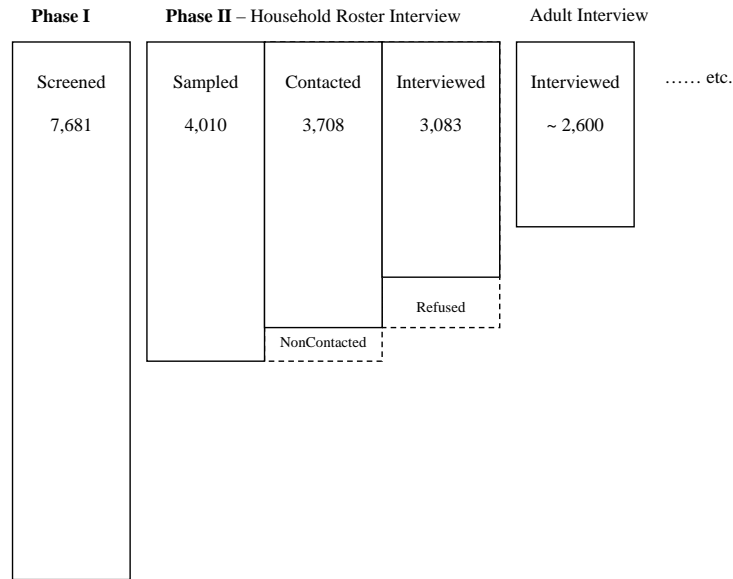 Phase I
Phase II – Household Roster Interview
Adult Interview
Screened
7,681
Sampled
4,010
Contacted
3,708
Interviewed
3,083
Interviewed
~ 2,600
…… etc.
Refused
NonContacted